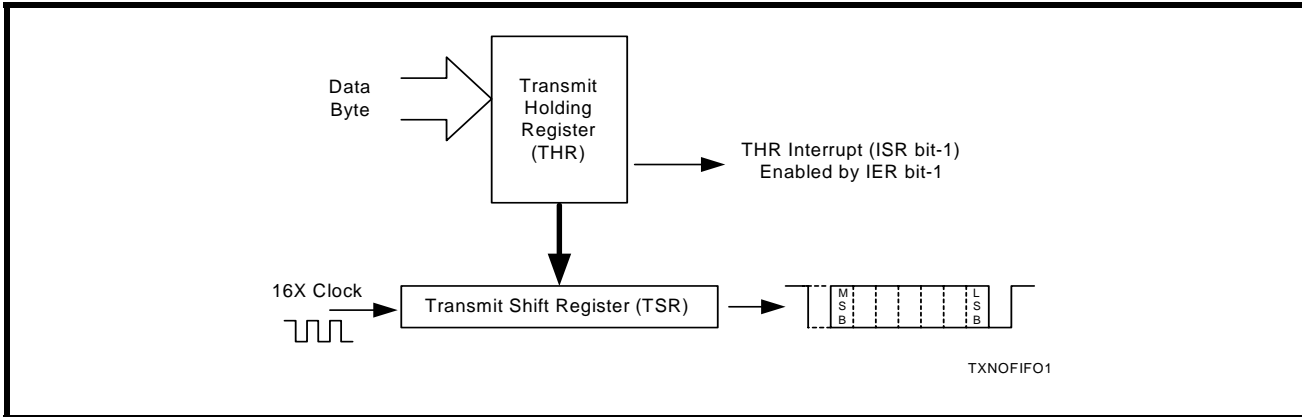 Data
Byte
Transmit
Holding
Register
(THR)
THR Interrupt (ISR bit-1)
Enabled by IER bit-1
16X Clock
Transmit Shift Register (TSR)
M
S
B
L
S
B
TXNOFIFO1